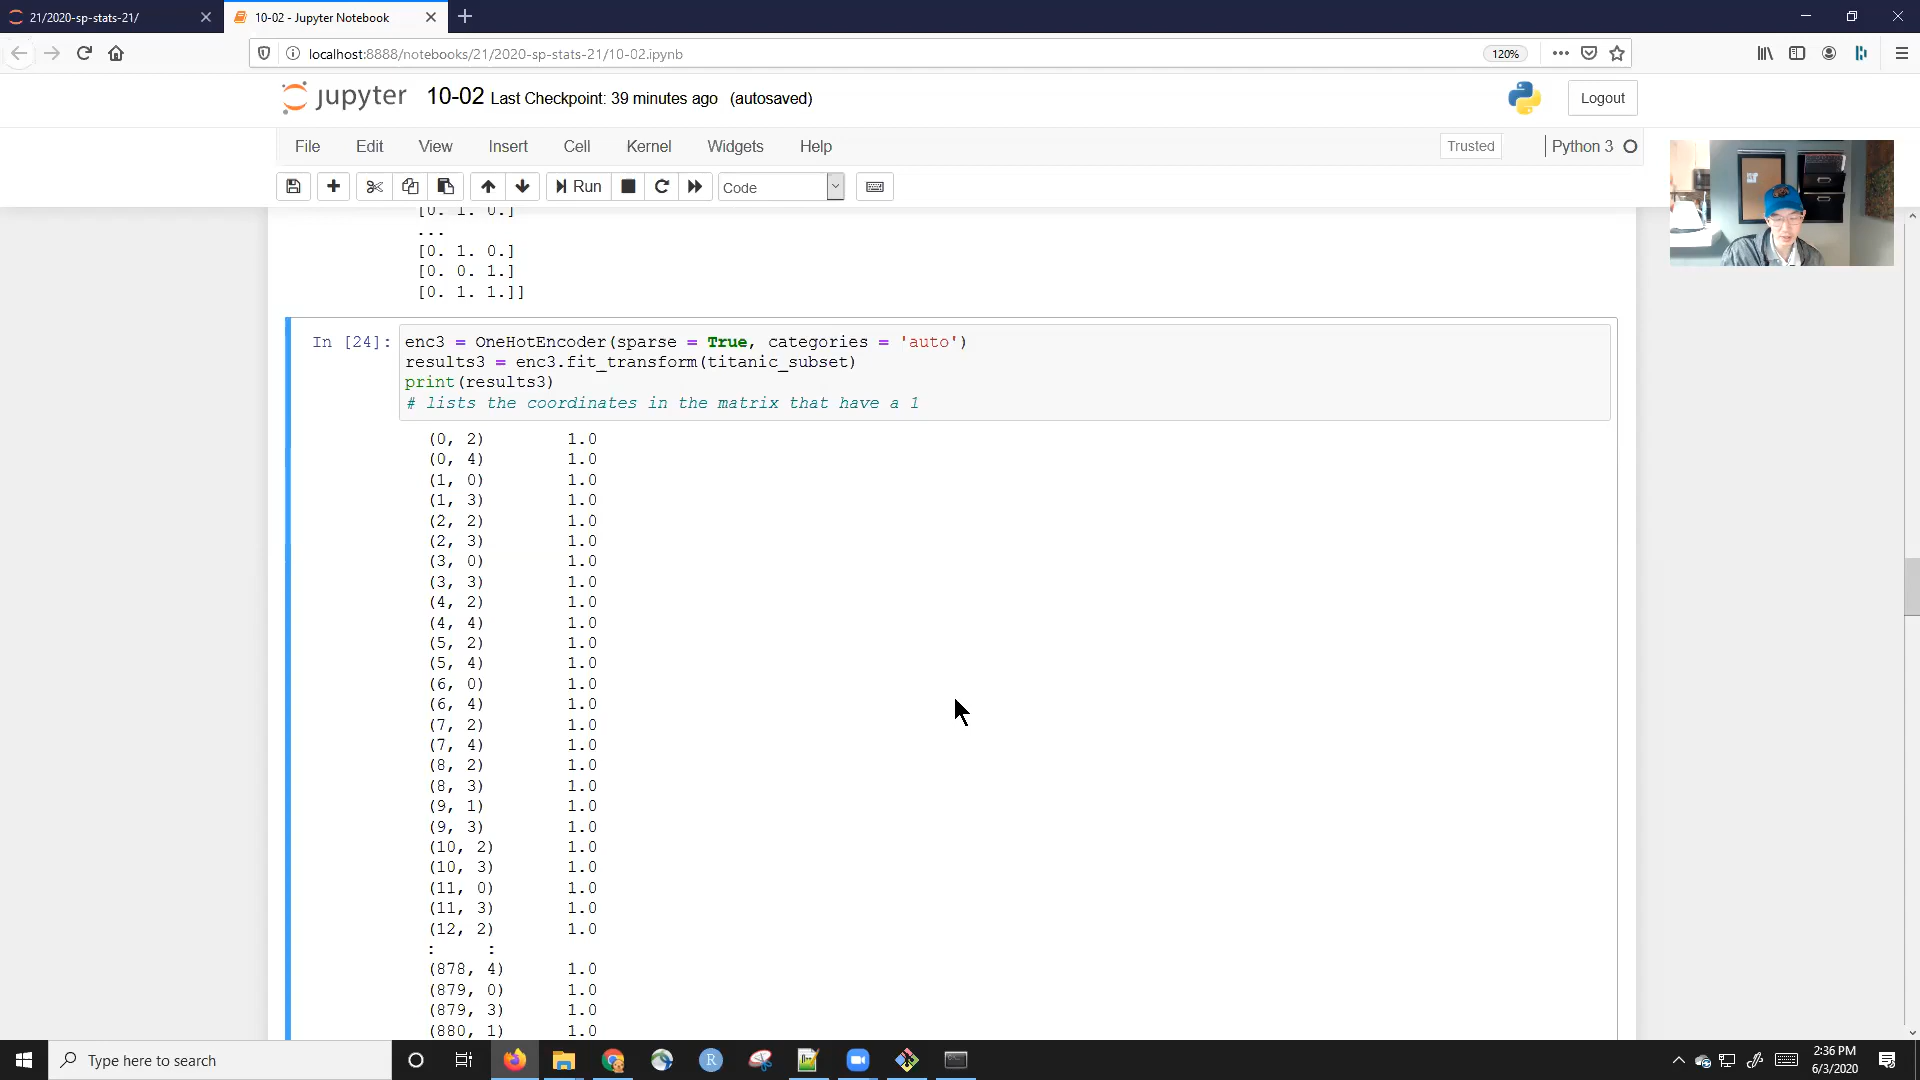 21/2020-sp-stats-21/
10-02 - Jupyter Notebook
localhost:8888/notebooks/21/2020-sp-stats-21/10-02.ipynb
120%
jupyter 10-02 Last Checkpoint: 39 minutes ago (autosaved)
Logout
File Edit View Insert Cell Kernel Widgets Help
Trusted
Python 3
Run
Code
[0. 1. 0.]
...
[0. 1. 0.]
[0. 0. 1.]
[0. 1. 1.]]
In [24]:
enc3 = OneHotEncoder(sparse = True, categories = 'auto')
results3 = enc3.fit_transform(titanic_subset)
print(results3)
# lists the coordinates in the matrix that have a 1
(0, 2) 1.0
(0, 4) 1.0
(1, 0) 1.0
(1, 3) 1.0
(2, 2) 1.0
(2, 3) 1.0
(3, 0) 1.0
(3, 3) 1.0
(4, 2) 1.0
(4, 4) 1.0
(5, 2) 1.0
(5, 4) 1.0
(6, 0) 1.0
(6, 4) 1.0
(7, 2) 1.0
(7, 4) 1.0
(8, 2) 1.0
(8, 3) 1.0
(9, 1) 1.0
(9, 3) 1.0
(10, 2) 1.0
(10, 3) 1.0
(11, 0) 1.0
(11, 3) 1.0
(12, 2) 1.0
: :
(878, 4) 1.0
(879, 0) 1.0
(879, 3) 1.0
(880, 1) 1.0
Type here to search
R
2:36 PM
6/3/2020